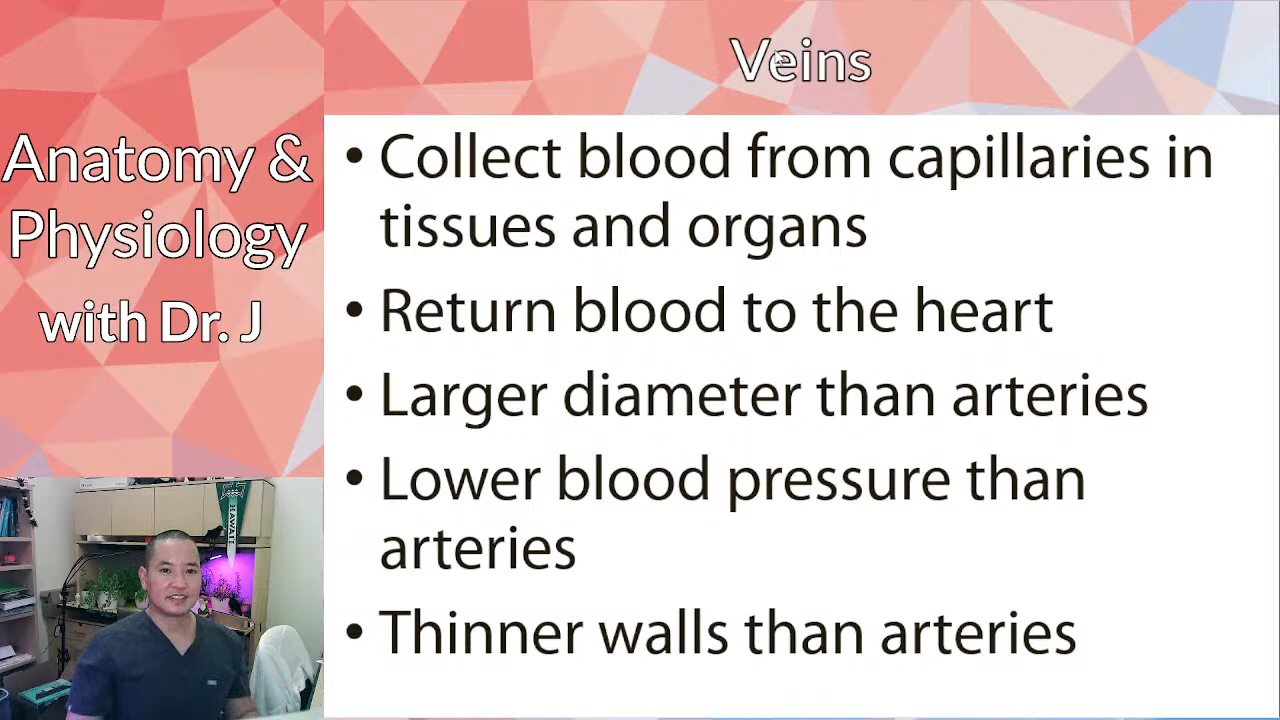 Anatomy &
Physiology
with Dr. J
HAWAII
Veins
• Collect blood from capillaries in
tissues and organs
• Return blood to the heart
• Larger diameter than arteries
• Lower blood pressure than
arteries
• Thinner walls than arteries